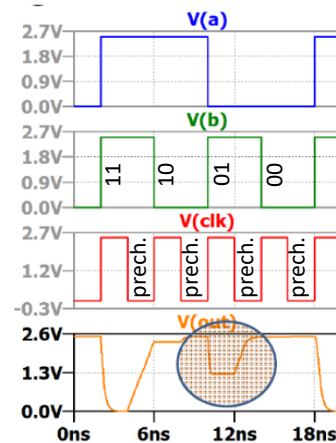 V(a)
2.7V
1.8V
0.9V
0.0V
V(b)
2.7V
1.8V
0.9V
0.0V
11
10
01
00
V(clk)
2.7V
1.2V
-0.3V
prech.
prech.
prech.
prech.
V(out)
2.6V
1.3V
0.0V
0ns
6ns
12ns
18ns